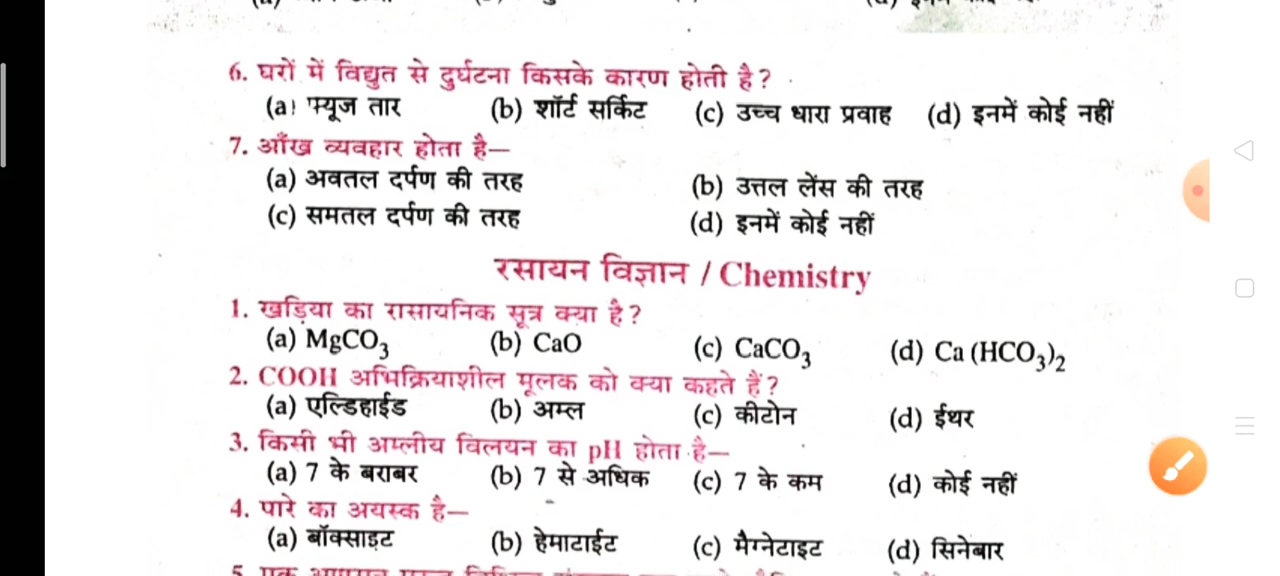 6. घरों में विद्युत से दुर्घटना किसके कारण होती है?
(a) फ्यूज तार (b) शॉर्ट सर्किट (c) उच्च धारा प्रवाह (d) इनमें कोई नहीं
7. आँख व्यवहार होता है—
(a) अवतल दर्पण की तरह (b) उत्तल लेंस की तरह
(c) समतल दर्पण की तरह (d) इनमें कोई नहीं
रसायन विज्ञान / Chemistry
1. खड़िया का रासायनिक सूत्र क्या है?
(a) MgCO₃ (b) CaO (c) CaCO₃ (d) Ca (HCO₃)₂
2. COOH अभिक्रियाशील मूलक को क्या कहते हैं?
(a) एल्डिहाईड (b) अम्ल (c) कीटोन (d) ईथर
3. किसी भी अम्लीय विलयन का pH होता है—
(a) 7 के बराबर (b) 7 से अधिक (c) 7 के कम (d) कोई नहीं
4. पारे का अयस्क है—
(a) बॉक्साइट (b) हेमाटाईट (c) मैग्नेटाइट (d) सिनेबार